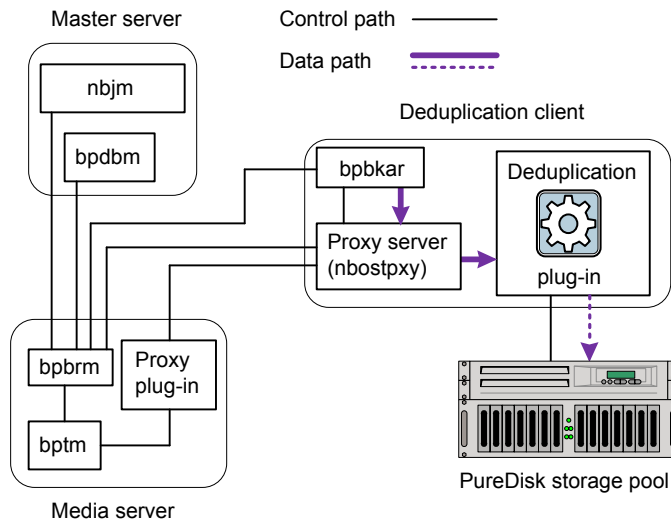 Master server
Control path
Data path
nbjm
bpdbm
Deduplication client
bpbkar
Deduplication
Proxy server
(nbostpxy)
plug-in
bpbrm
Proxy
plug-in
bptm
PureDisk storage pool
Media server